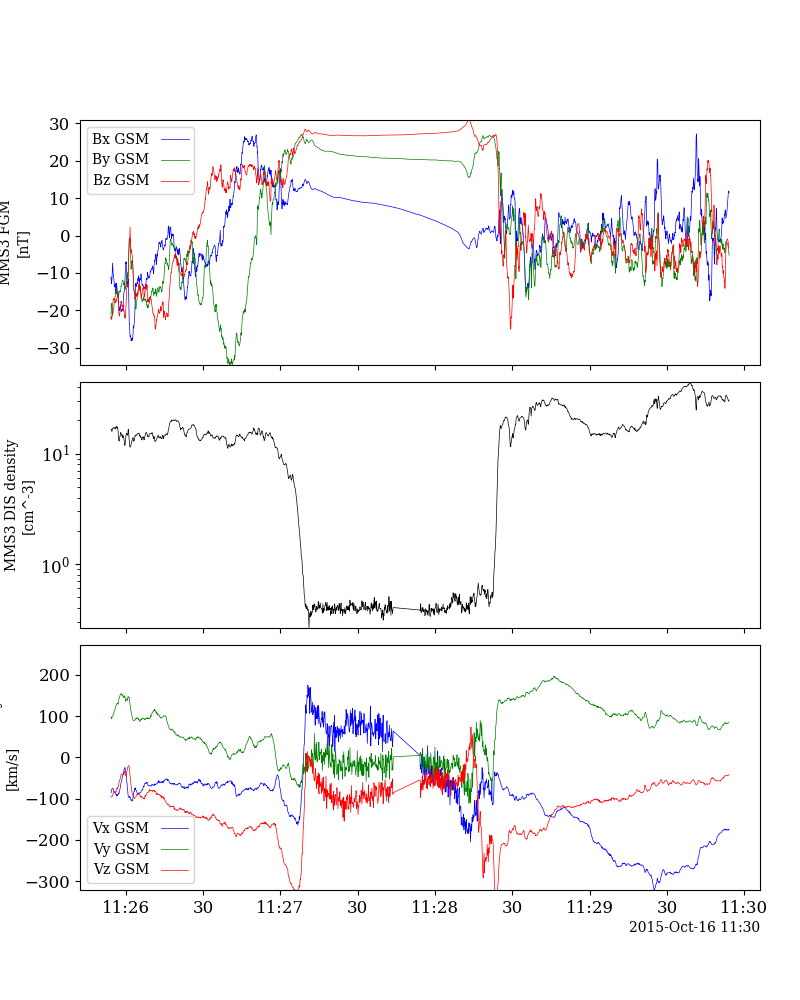 30
20
10
0
−10
−20
−30
MMS3 FGM
[nT]
Bx GSM
By GSM
Bz GSM
10^1
10^0
MMS3 DIS density
[cm^-3]
200
100
0
−100
−200
−300
[km/s]
Vx GSM
Vy GSM
Vz GSM
11:26 30 11:27 30 11:28 30 11:29 30 11:30
2015-Oct-16 11:30